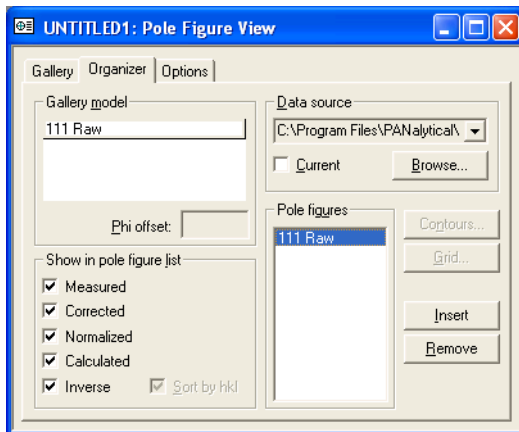 UNTITLED1: Pole Figure View
Gallery Organizer Options
Gallery model
111 Raw
Phi offset:
Show in pole figure list
Measured
Corrected
Normalized
Calculated
Inverse Sort by hkl
Data source
C:\Program Files\PANalytical\
Current Browse...
Pole figures
111 Raw
Contours...
Grid...
Insert
Remove